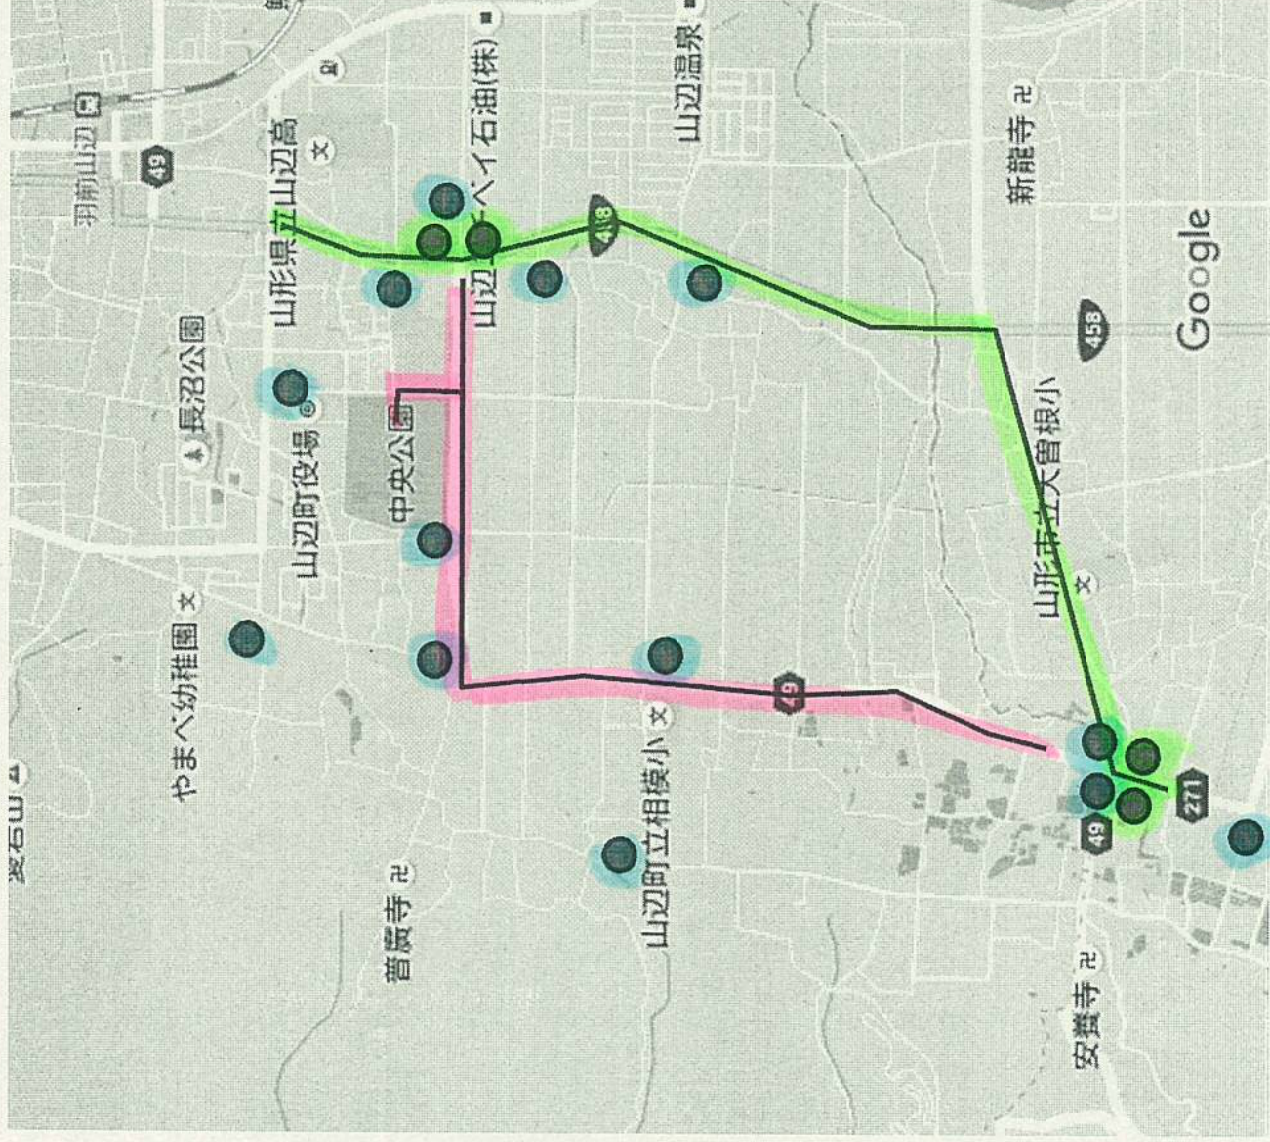 やまべ幼稚園
羽前山辺
49
長沼公園
山形県立山辺高
山辺町役場
普廣寺
中央公園
山辺
ベイ石油(株)
山辺町立相模小
山辺温泉
49
新龍寺
山形市立大曽根小
安養寺
49
458
271
Google